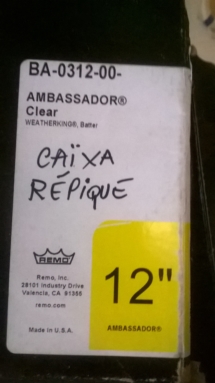 BA-0312-00-
AMBASSADOR®
Clear
WEATHERKING®, Batter
CAÏXA
RÉPIQUE
REMO
Remo, Inc.
28101 Industry Drive
Valencia, CA 91355
remo.com
Made in U.S.A.
12"
AMBASSADOR®